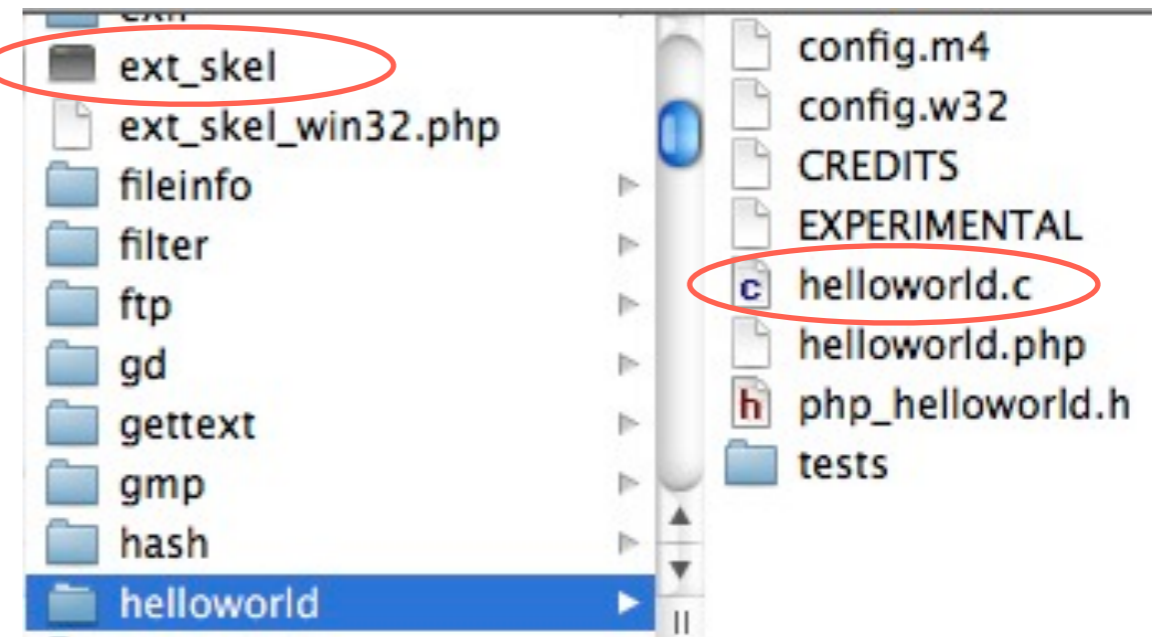 ext_skel
ext_skel_win32.php
fileinfo
filter
ftp
gd
gettext
gmp
hash
helloworld
config.m4
config.w32
CREDITS
EXPERIMENTAL
c helloworld.c
helloworld.php
h php_helloworld.h
tests